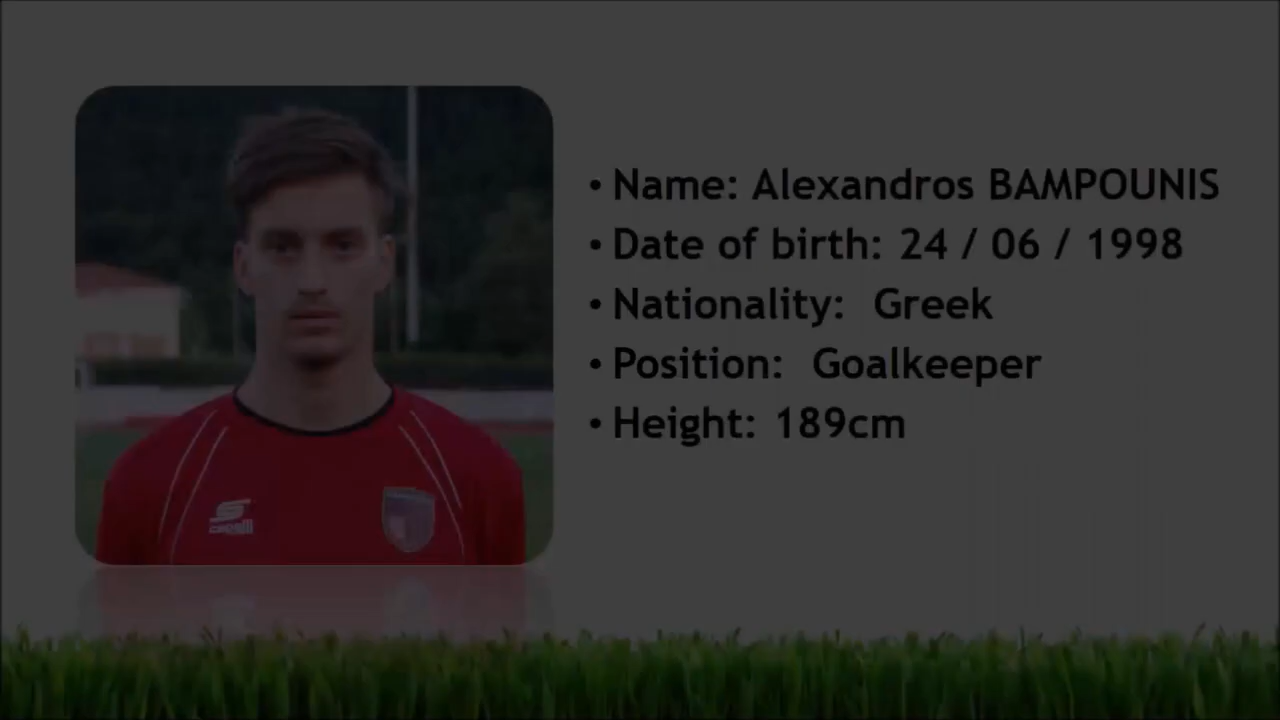 • Name: Alexandros BAMPOUNIS
• Date of birth: 24 / 06 / 1998
• Nationality: Greek
• Position: Goalkeeper
• Height: 189cm